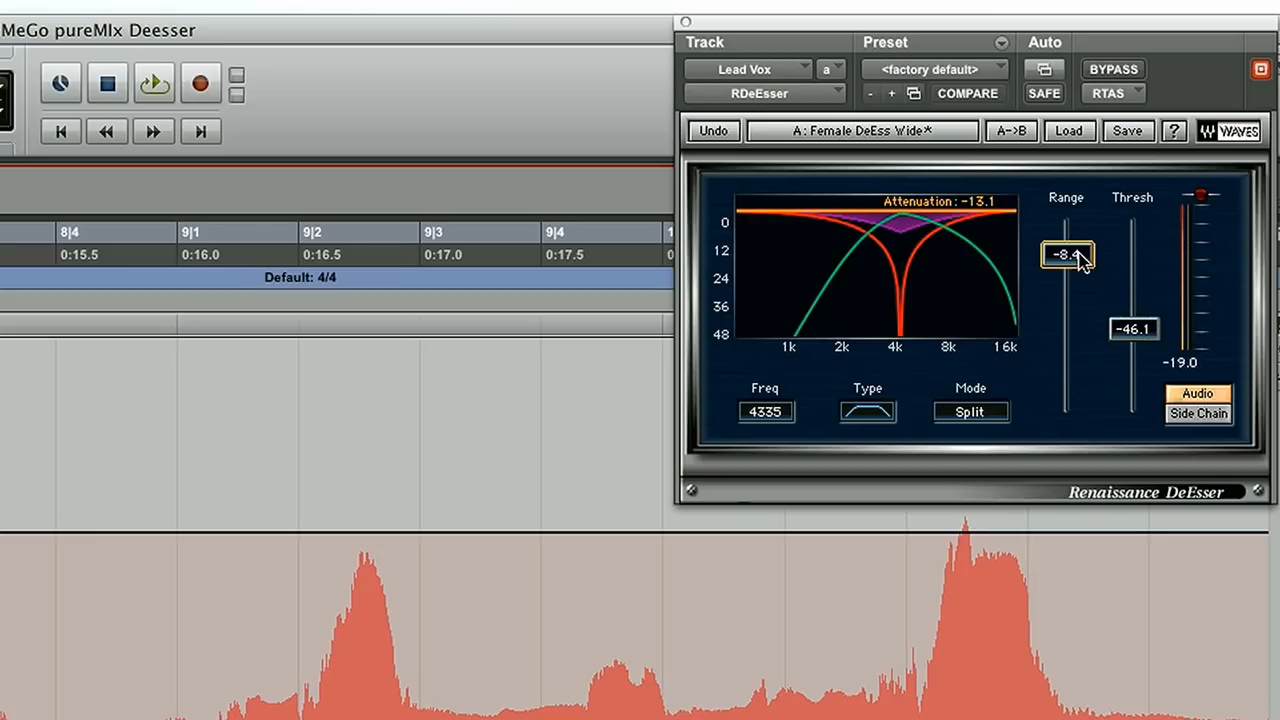 MeGo pureMIx Deesser
Track
Preset
Auto
Lead Vox
a
<factory default>
BYPASS
RDeEsser
- +
COMPARE
SAFE
RTAS
Undo
A: Female DeEss Wide*
A->B
Load
Save
?
WAVES
Attenuation : -13.1
Range
Thresh
0
12
24
36
48
1k 2k 4k 8k 16k
-46.1
-19.0
Freq
Type
Mode
4335
Split
Audio
Side Chain
Renaissance DeEsser
8|4 9|1 9|2 9|3 9|4 1
0:15.5 0:16.0 0:16.5 0:17.0 0:17.5 0
Default: 4/4